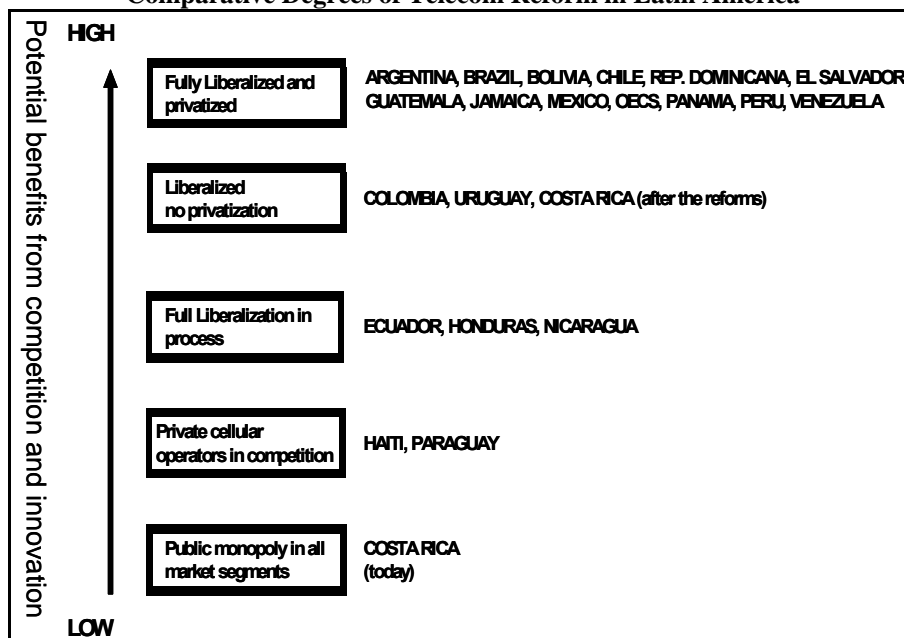 Comparative Degrees of Telecom Reform in Latin America
HIGH
Potential benefits from competition and innovation
Fully Liberalized and
privatized
ARGENTINA, BRAZIL, BOLIVIA, CHILE, REP. DOMINICANA, EL SALVADOR
GUATEMALA, JAMAICA, MEXICO, OECS, PANAMA, PERU, VENEZUELA
Liberalized
no privatization
COLOMBIA, URUGUAY, COSTA RICA (after the reforms)
Full Liberalization in
process
ECUADOR, HONDURAS, NICARAGUA
Private cellular
operators in competition
HAITI, PARAGUAY
Public monopoly in all
market segments
COSTA RICA
(today)
LOW